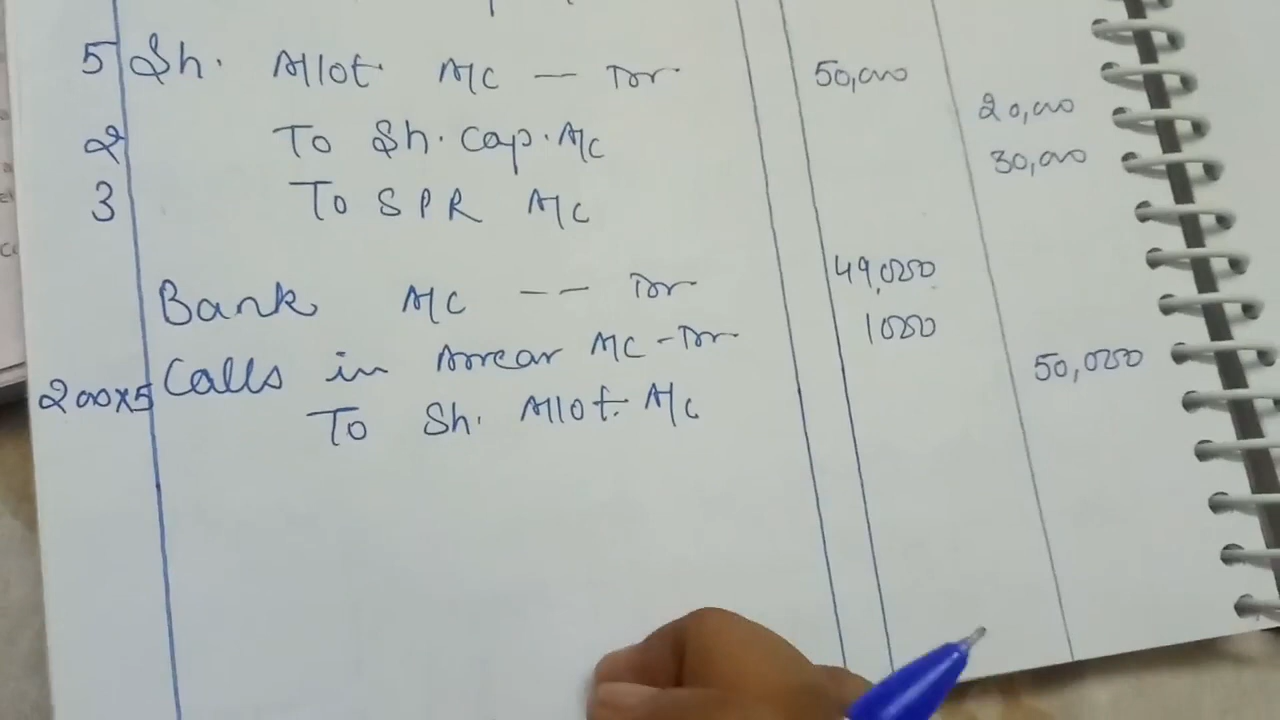 5 Sh. Allot. A/C — Dr 50,000
2 To Sh. Cap. A/C 20,000
3 To SPR A/C 30,000
Bank A/C -- Dr 49,000
Calls in Arrear A/C - Dr 1000
200x5 To Sh. Allot. A/C 50,000